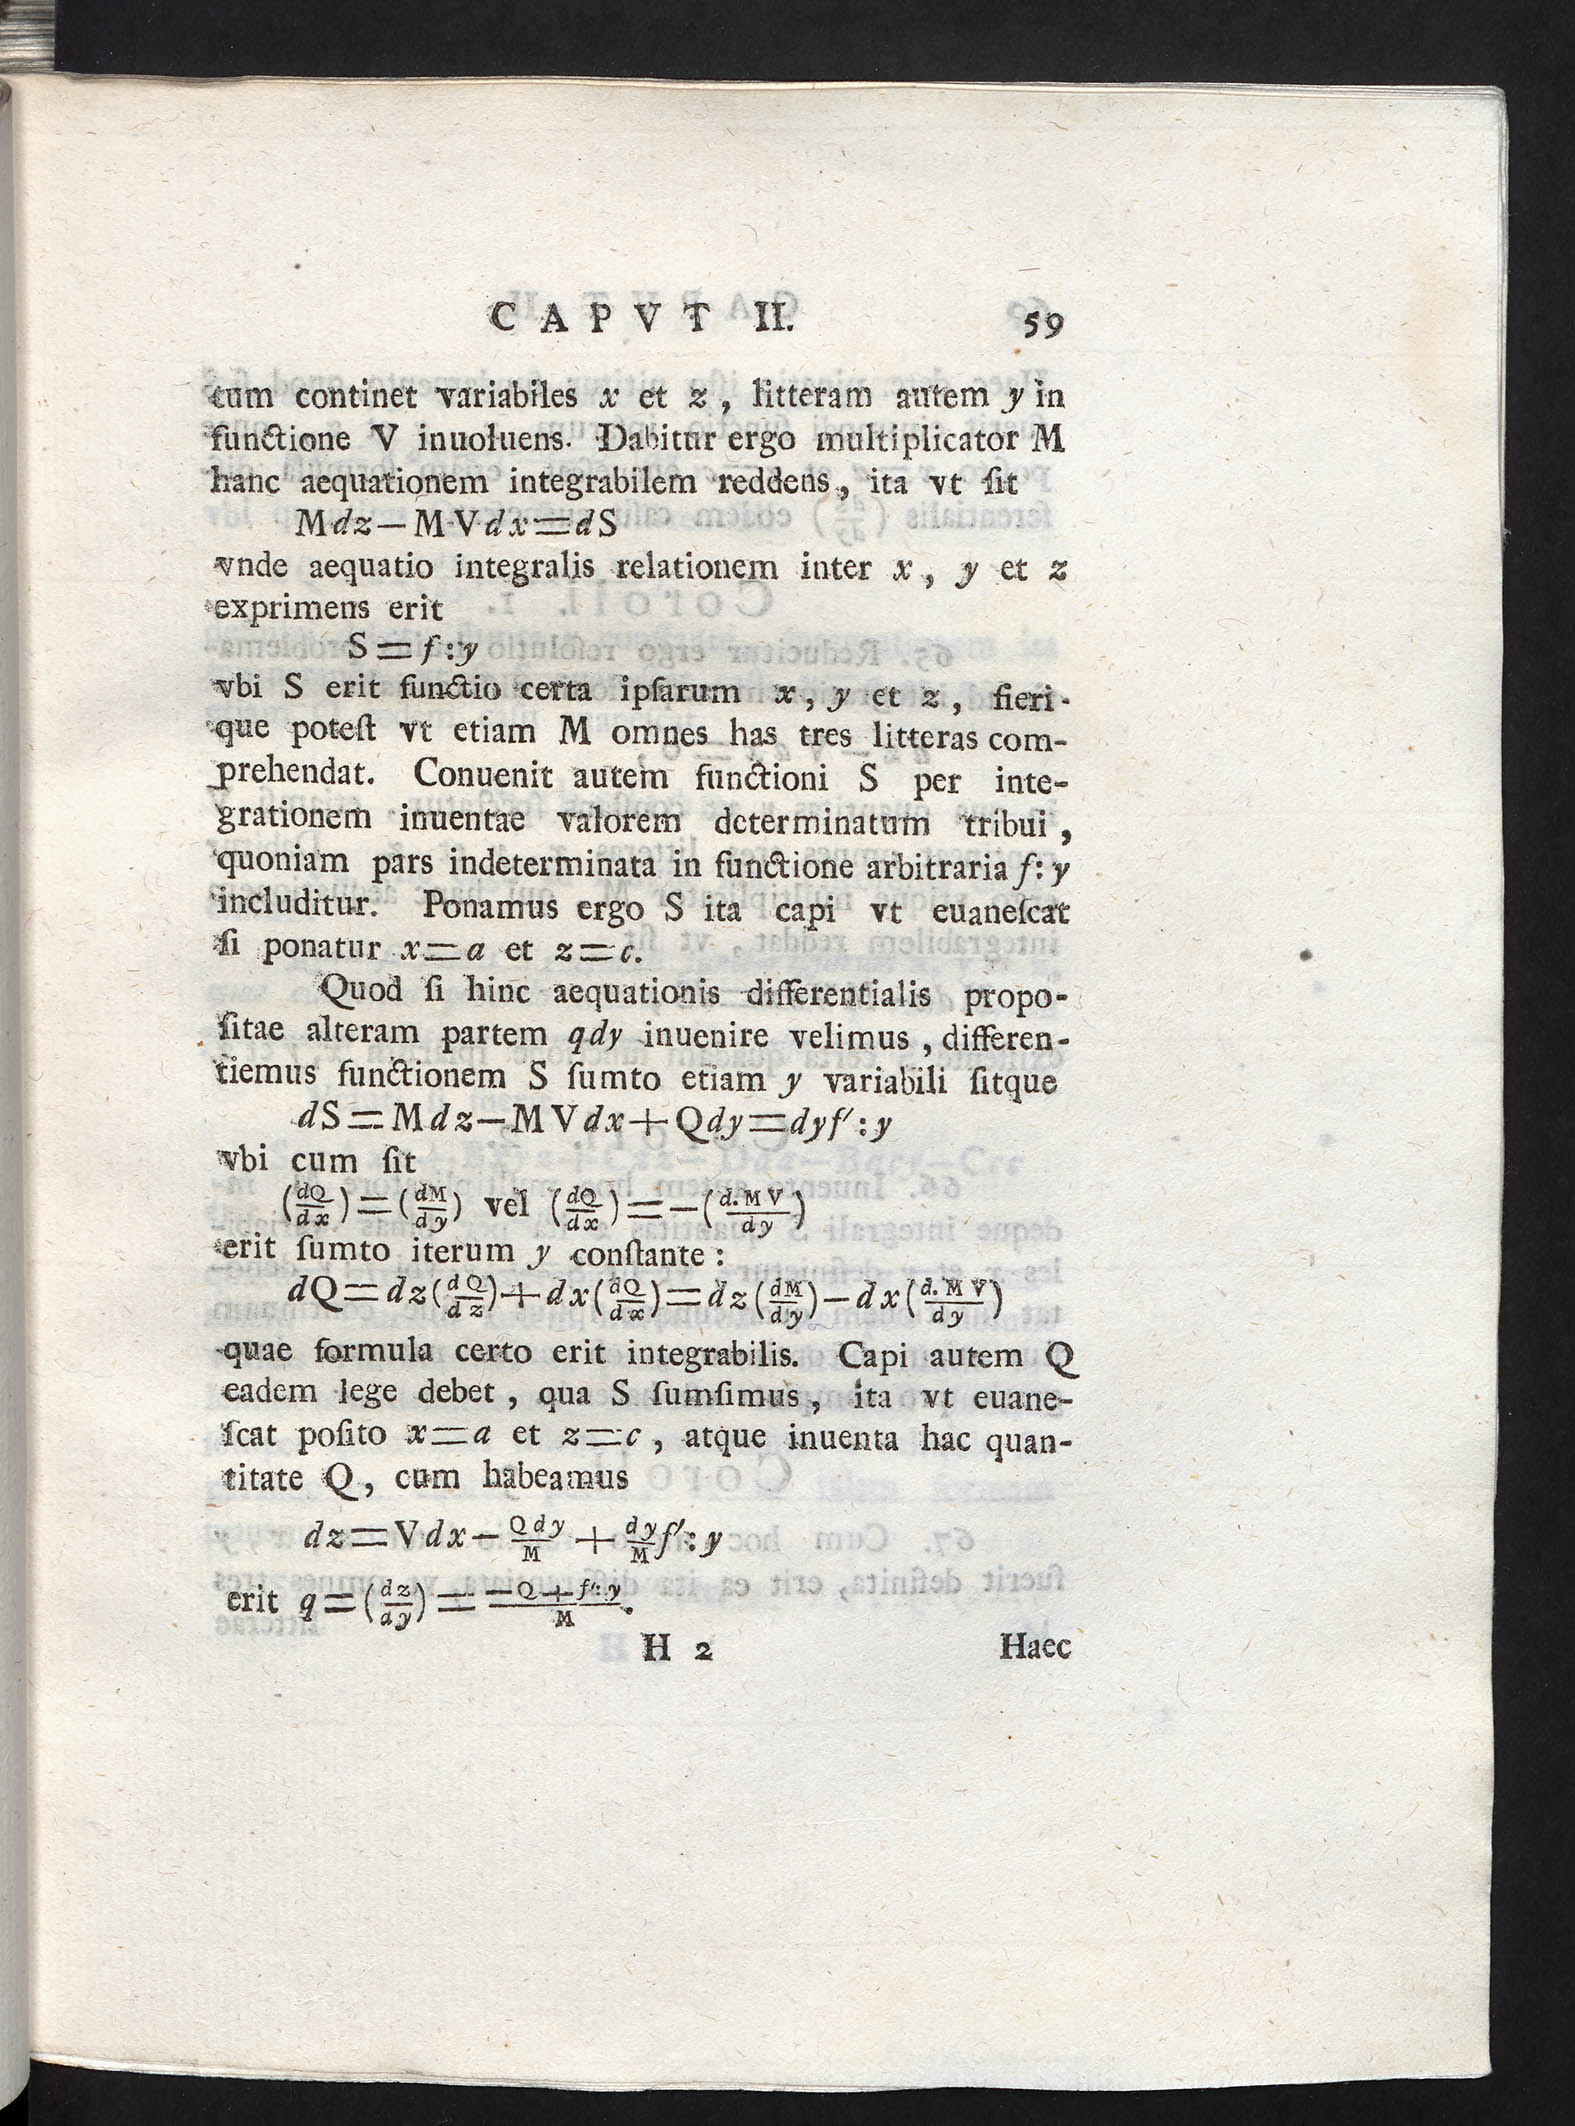 CAPVT II. 59
tum continet variabiles x et z, litteram autem y in
functione V inuoluens. Dabitur ergo multiplicator M
hanc aequationem integrabilem reddens, ita vt ſit
Mdz—MVdx=dS
vnde aequatio integralis relationem inter x, y et z
exprimens erit
S=f:y
vbi S erit functio certa ipſarum x, y et z, fieri-
que poteſt vt etiam M omnes has tres litteras com-
prehendat. Conuenit autem functioni S per inte-
grationem inuentae valorem determinatum tribui,
quoniam pars indeterminata in functione arbitraria f:y
includitur. Ponamus ergo S ita capi vt euaneſcat
ſi ponatur x=a et z=c.
Quod ſi hinc aequationis differentialis propo-
ſitae alteram partem qdy inuenire velimus, differen-
tiemus functionem S ſumto etiam y variabili ſitque
dS=Mdz—MVdx+Qdy=dyf′:y
vbi cum ſit
(dQ/dx)=(dM/dy) vel (dQ/dx)=—(d.MV/dy)
erit ſumto iterum y conſtante:
dQ=dz(dQ/dz)+dx(dQ/dx)=dz(dM/dy)—dx(d.MV/dy)
quae formula certo erit integrabilis. Capi autem Q
eadem lege debet, qua S ſumſimus, ita vt euane-
ſcat poſito x=a et z=c, atque inuenta hac quan-
titate Q, cum habeamus
dz=Vdx—Qdy/M+dy/M f′:y
erit q=(dz/dy)=—Q+f′:y/M.
H 2 Haec